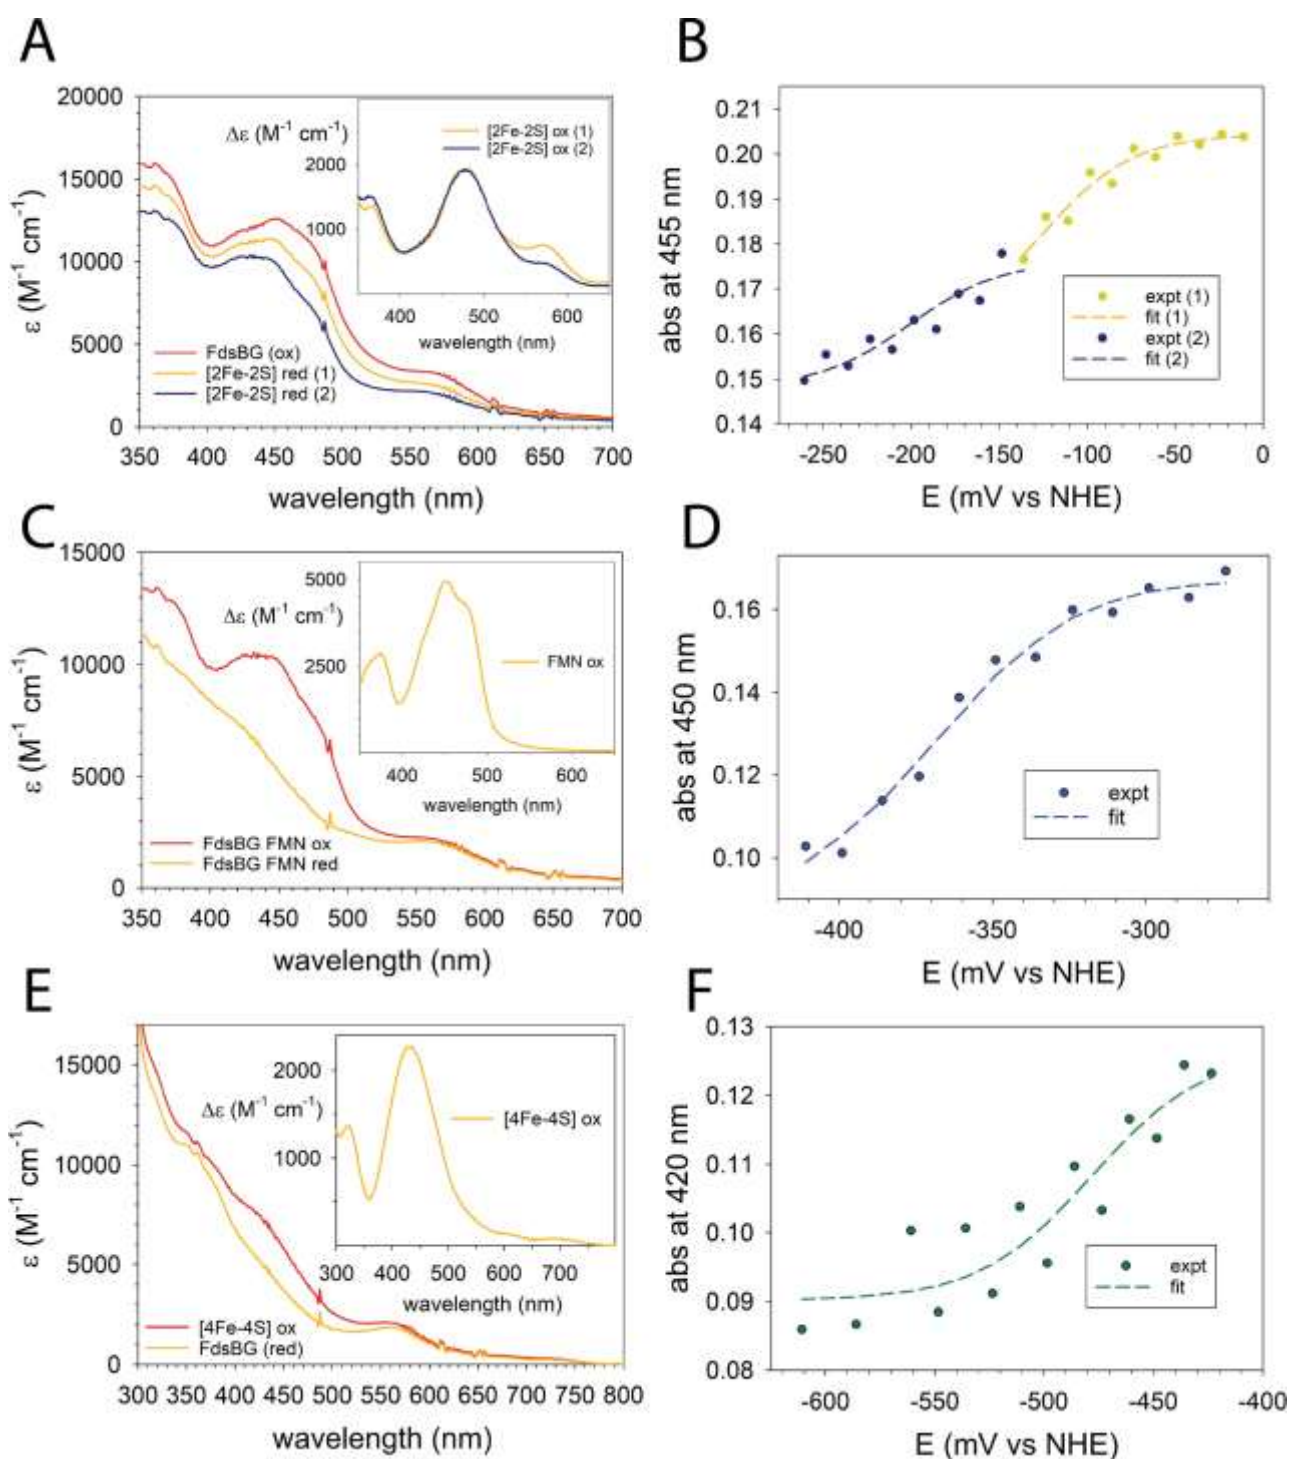 A
20000
15000
10000
5000
0
ε (M⁻¹ cm⁻¹)
350 400 450 500 550 600 650 700
wavelength (nm)
FdsBG (ox)
[2Fe-2S] red (1)
[2Fe-2S] red (2)
Δε (M⁻¹ cm⁻¹)
[2Fe-2S] ox (1)
[2Fe-2S] ox (2)
2000
1000
400 500 600
wavelength (nm)
B
0.21
0.20
0.19
0.18
0.17
0.16
0.15
0.14
abs at 455 nm
-250 -200 -150 -100 -50 0
E (mV vs NHE)
expt (1)
fit (1)
expt (2)
fit (2)
C
15000
10000
5000
0
ε (M⁻¹ cm⁻¹)
350 400 450 500 550 600 650 700
wavelength (nm)
FdsBG FMN ox
FdsBG FMN red
5000
Δε (M⁻¹ cm⁻¹)
2500
FMN ox
400 500 600
wavelength (nm)
D
0.16
0.14
0.12
0.10
abs at 450 nm
-400 -350 -300
E (mV vs NHE)
expt
fit
E
15000
10000
5000
0
ε (M⁻¹ cm⁻¹)
300 350 400 450 500 550 600 650 700 750 800
wavelength (nm)
[4Fe-4S] ox
FdsBG (red)
2000
Δε (M⁻¹ cm⁻¹)
1000
[4Fe-4S] ox
300 400 500 600 700
wavelength (nm)
F
0.13
0.12
0.11
0.10
0.09
0.08
abs at 420 nm
-600 -550 -500 -450 -400
E (mV vs NHE)
expt
fit